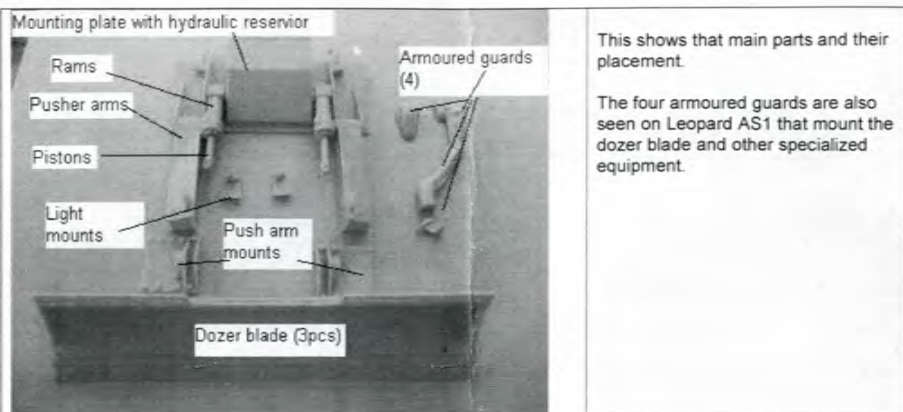 Mounting plate with hydraulic reservior
Rams
Pusher arms
Pistons
Light
mounts
Push arm
mounts
Armoured guards
(4)
Dozer blade (3pcs)
This shows that main parts and their
placement.
The four armoured guards are also
seen on Leopard AS1 that mount the
dozer blade and other specialized
equipment.